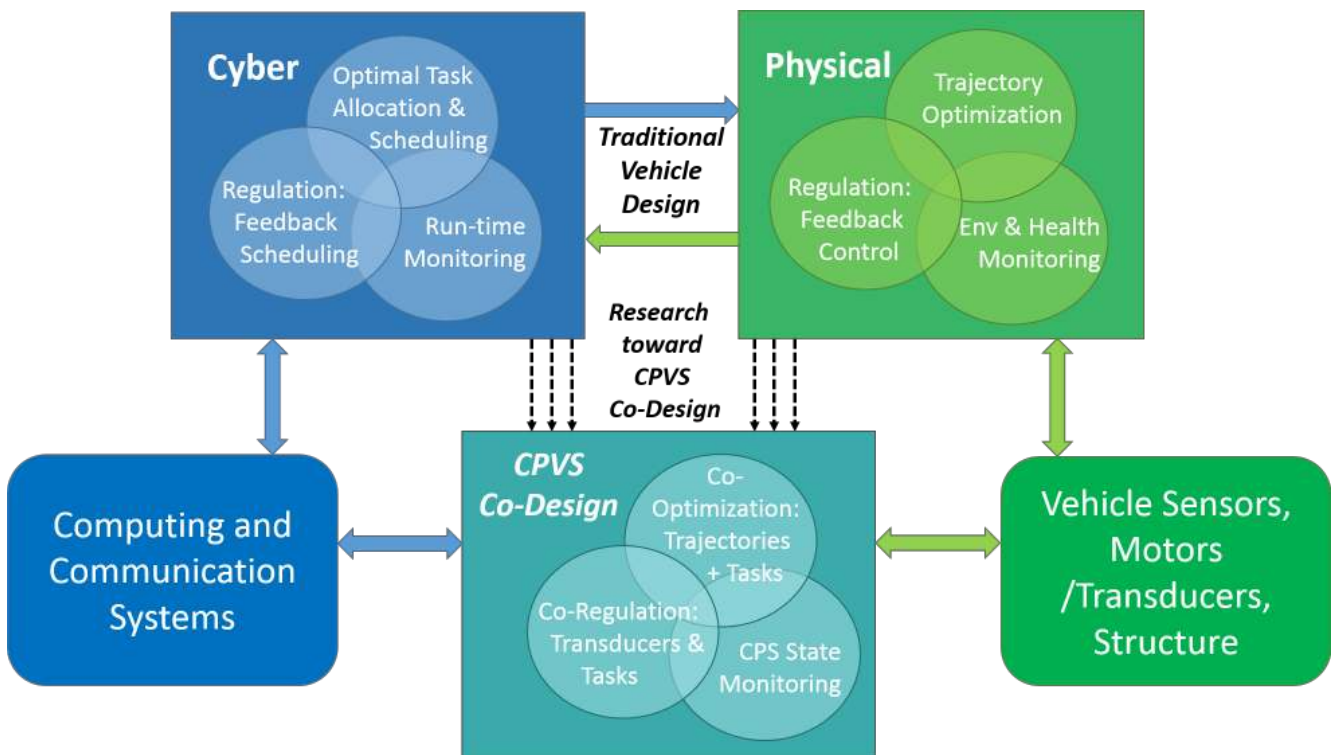 Cyber
Optimal Task
Allocation &
Scheduling
Regulation:
Feedback
Scheduling
Run-time
Monitoring
Traditional
Vehicle
Design
Physical
Trajectory
Optimization
Regulation:
Feedback
Control
Env & Health
Monitoring
Research
toward
CPVS
Co-Design
Computing and
Communication
Systems
CPVS
Co-Design
Co-
Optimization:
Trajectories
+ Tasks
Co-Regulation:
Transducers &
Tasks
CPS State
Monitoring
Vehicle Sensors,
Motors
/Transducers,
Structure